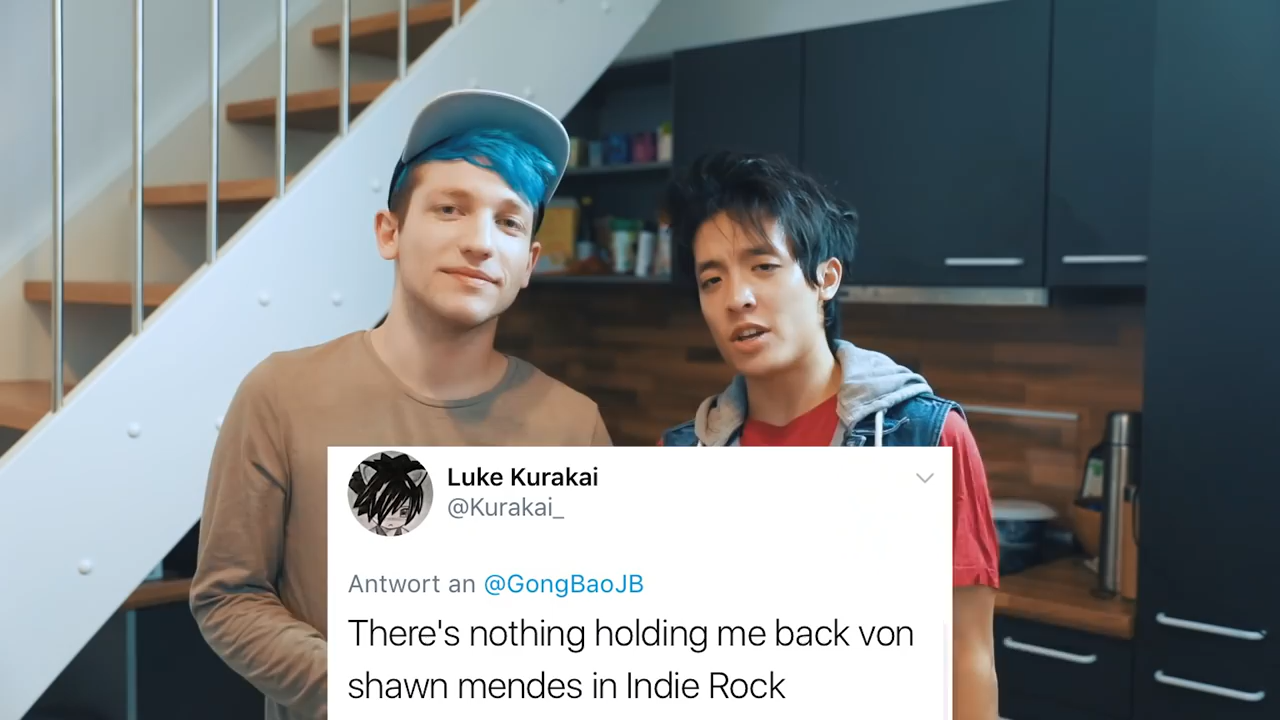 Luke Kurakai
@Kurakai_
Antwort an @GongBaoJB
There's nothing holding me back von
shawn mendes in Indie Rock